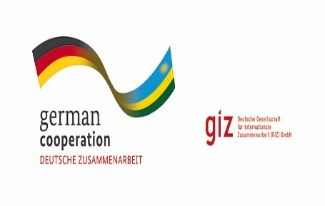 german
cooperation
DEUTSCHE ZUSAMMENARBEIT
giz
Deutsche Gesellschaft
für Internationale
Zusammenarbeit (GIZ) GmbH